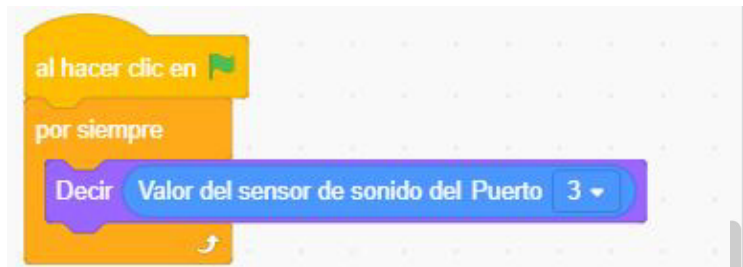 al hacer clic en
por siempre
Decir Valor del sensor de sonido del Puerto 3